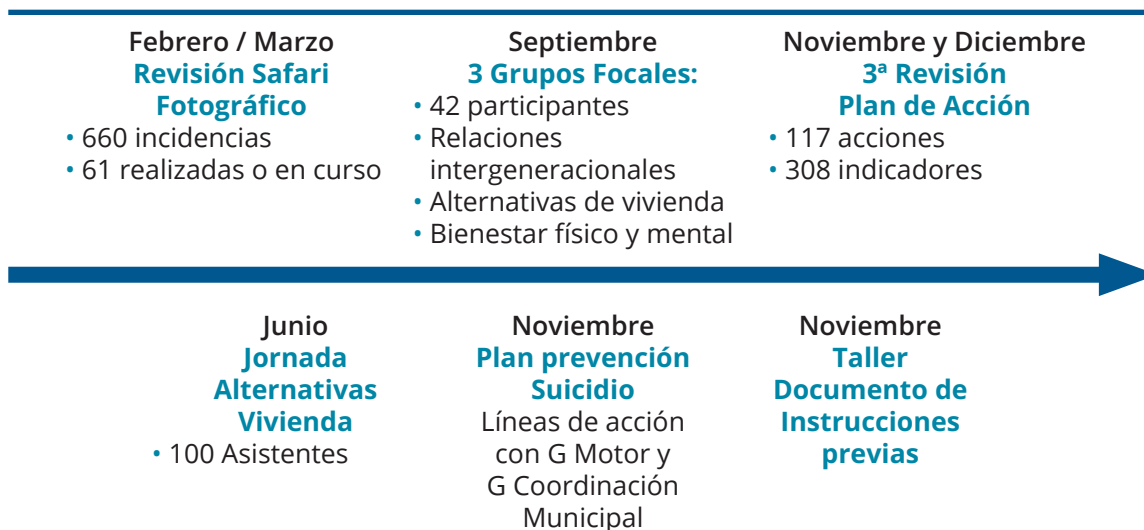 Febrero / Marzo
Revisión Safari
Fotográfico
• 660 incidencias
• 61 realizadas o en curso
Septiembre
3 Grupos Focales:
• 42 participantes
• Relaciones
intergeneracionales
• Alternativas de vivienda
• Bienestar físico y mental
Noviembre y Diciembre
3ª Revisión
Plan de Acción
• 117 acciones
• 308 indicadores
Junio
Jornada
Alternativas
Vivienda
• 100 Asistentes
Noviembre
Plan prevención
Suicidio
Líneas de acción
con G Motor y
G Coordinación
Municipal
Noviembre
Taller
Documento de
Instrucciones
previas